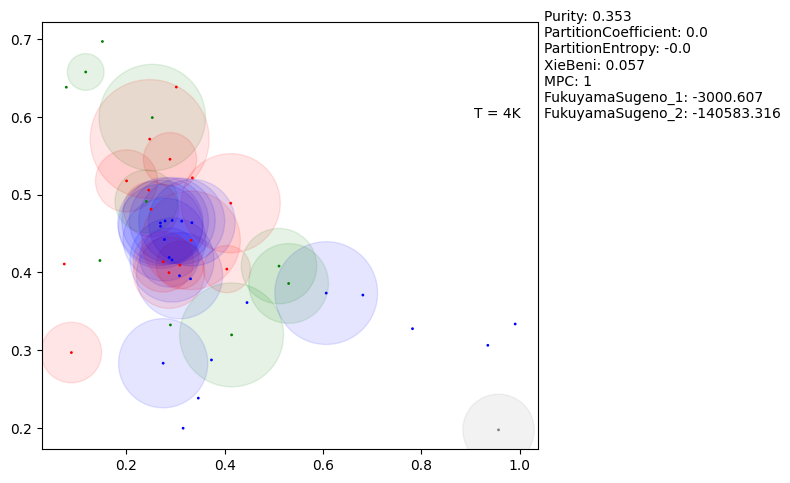 Purity: 0.353
PartitionCoefficient: 0.0
PartitionEntropy: -0.0
XieBeni: 0.057
MPC: 1
FukuyamaSugeno_1: -3000.607
FukuyamaSugeno_2: -140583.316
T = 4K
0.7
0.6
0.5
0.4
0.3
0.2
0.2 0.4 0.6 0.8 1.0